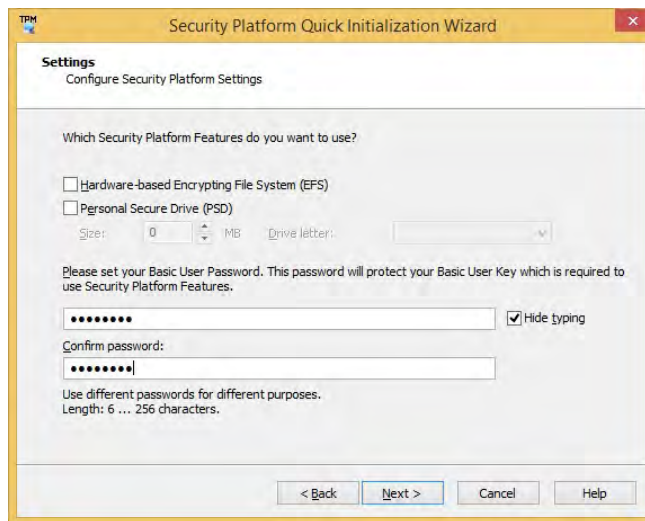 TPM
Security Platform Quick Initialization Wizard
Settings
Configure Security Platform Settings
Which Security Platform Features do you want to use?
Hardware-based Encrypting File System (EFS)
Personal Secure Drive (PSD)
Size: 0 MB Drive letter:
Please set your Basic User Password. This password will protect your Basic User Key which is required to
use Security Platform Features.
●●●●●●●● Hide typing
Confirm password:
●●●●●●●●
Use different passwords for different purposes.
Length: 6 ... 256 characters.
< Back Next > Cancel Help